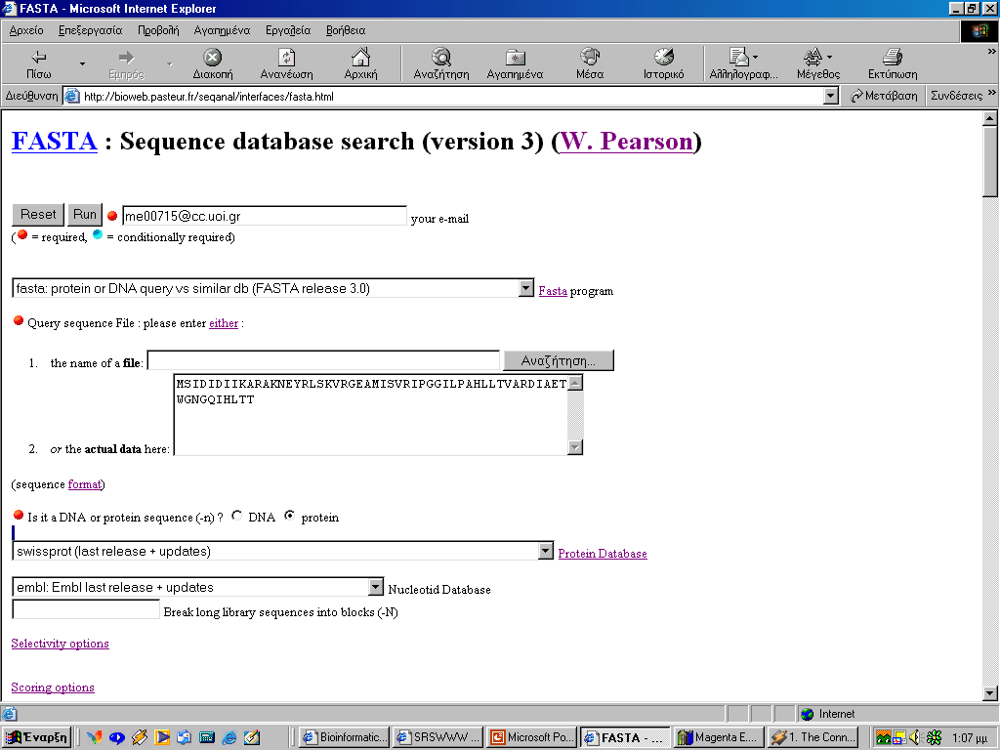 FASTA - Microsoft Internet Explorer
Αρχείο Επεξεργασία Προβολή Αγαπημένα Εργαλεία Βοήθεια
Πίσω Εμπρός Διακοπή Ανανέωση Αρχική Αναζήτηση Αγαπημένα Μέσα Ιστορικό Αλληλογραφ... Μέγεθος Εκτύπωση
Διεύθυνση http://bioweb.pasteur.fr/seqanal/interfaces/fasta.html Μετάβαση Συνδέσεις »
FASTA : Sequence database search (version 3) (W. Pearson)
Reset Run me00715@cc.uoi.gr your e-mail
( = required, = conditionally required)
fasta: protein or DNA query vs similar db (FASTA release 3.0) Fasta program
Query sequence File : please enter either :
1. the name of a file: Αναζήτηση...
MSIDIDIIKARAKNEYRLSKVRGEAMISVRIPGGILPAHLLTVARDIAET
WGNGQIHLTT
2. or the actual data here:
(sequence format)
Is it a DNA or protein sequence (-n) ? DNA protein
swissprot (last release + updates) Protein Database
embl: Embl last release + updates Nucleotid Database
Break long library sequences into blocks (-N)
Selectivity options
Scoring options
Internet
Έναρξη Bioinformatic... SRSWWW ... Microsoft Po... FASTA - ... Magenta E... 1. The Conn... 1:07 μμ